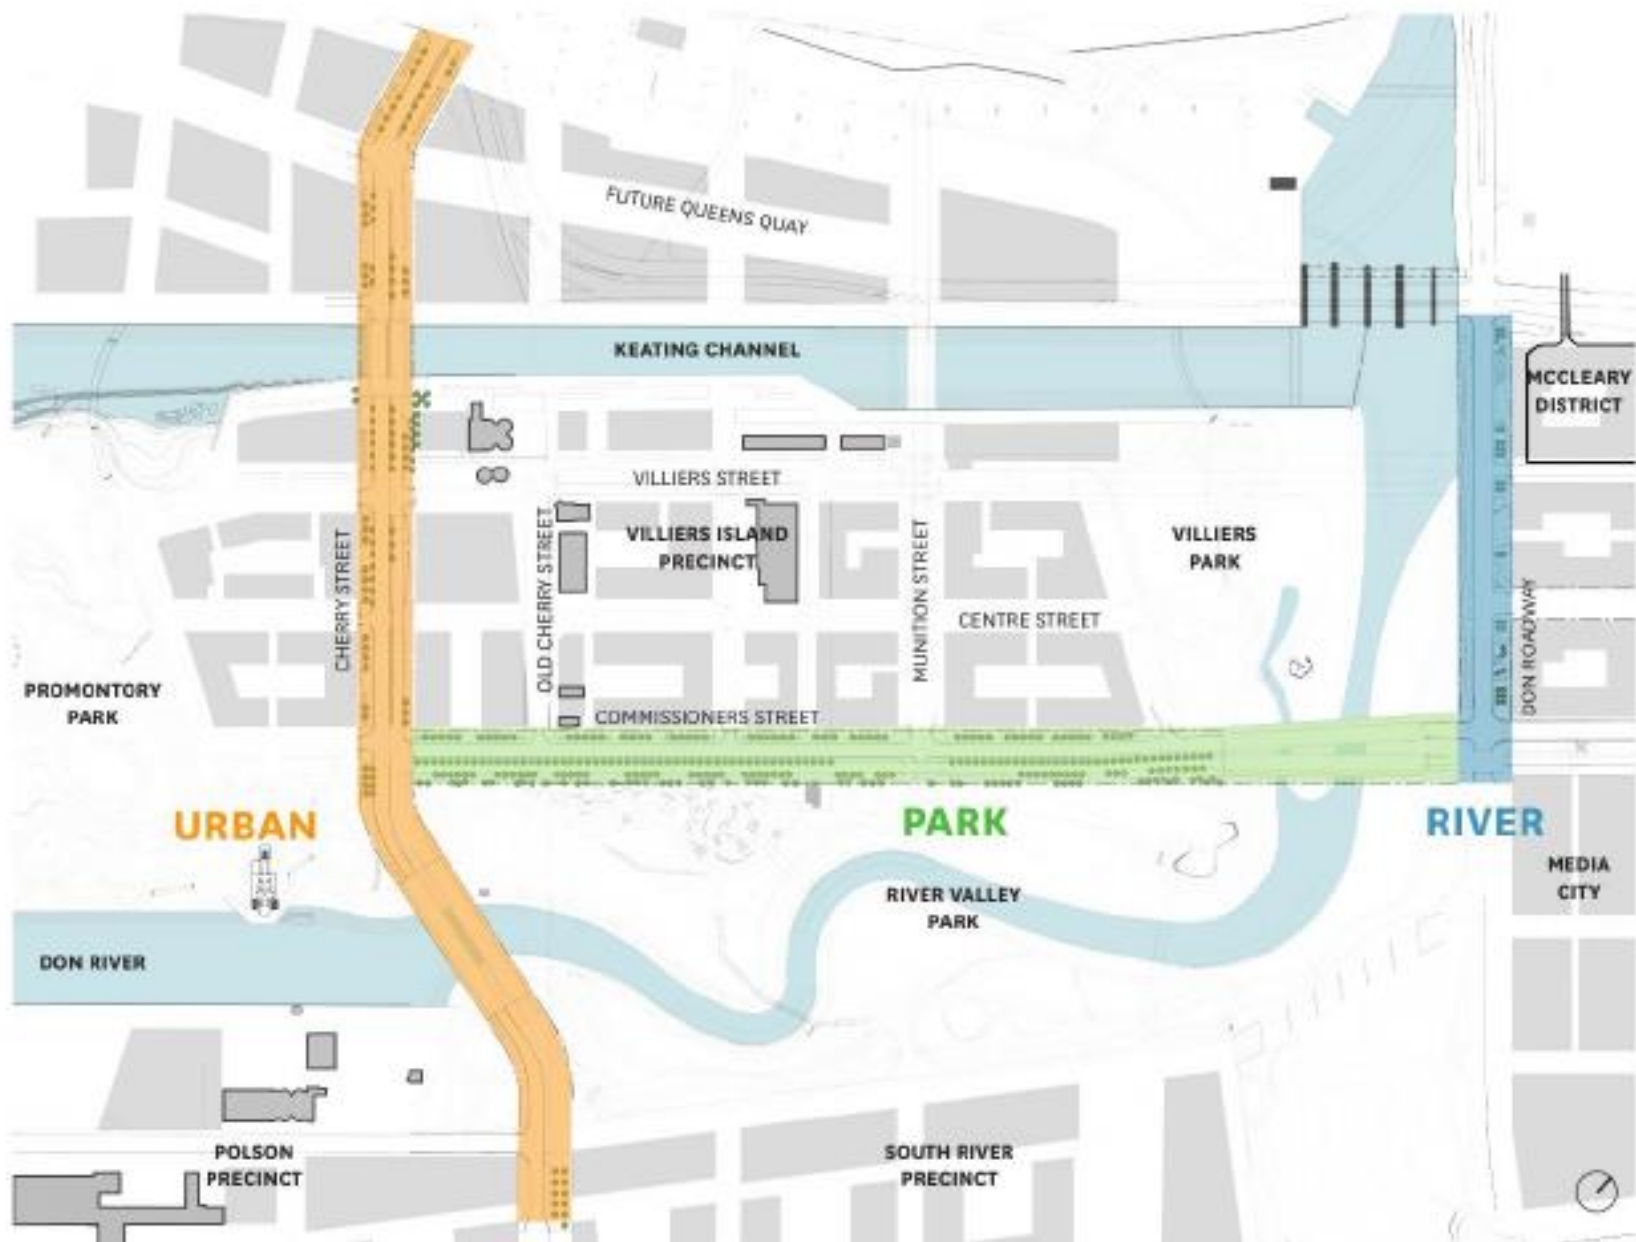 FUTURE QUEENS QUAY
KEATING CHANNEL
MCCLEARY
DISTRICT
VILLIERS STREET
VILLIERS ISLAND
PRECINCT
VILLIERS
PARK
CHERRY STREET
OLD CHERRY STREET
MUNITION STREET
CENTRE STREET
DON ROADWAY
PROMONTORY
PARK
COMMISSIONERS STREET
URBAN
PARK
RIVER
MEDIA
CITY
RIVER VALLEY
PARK
DON RIVER
POLSON
PRECINCT
SOUTH RIVER
PRECINCT